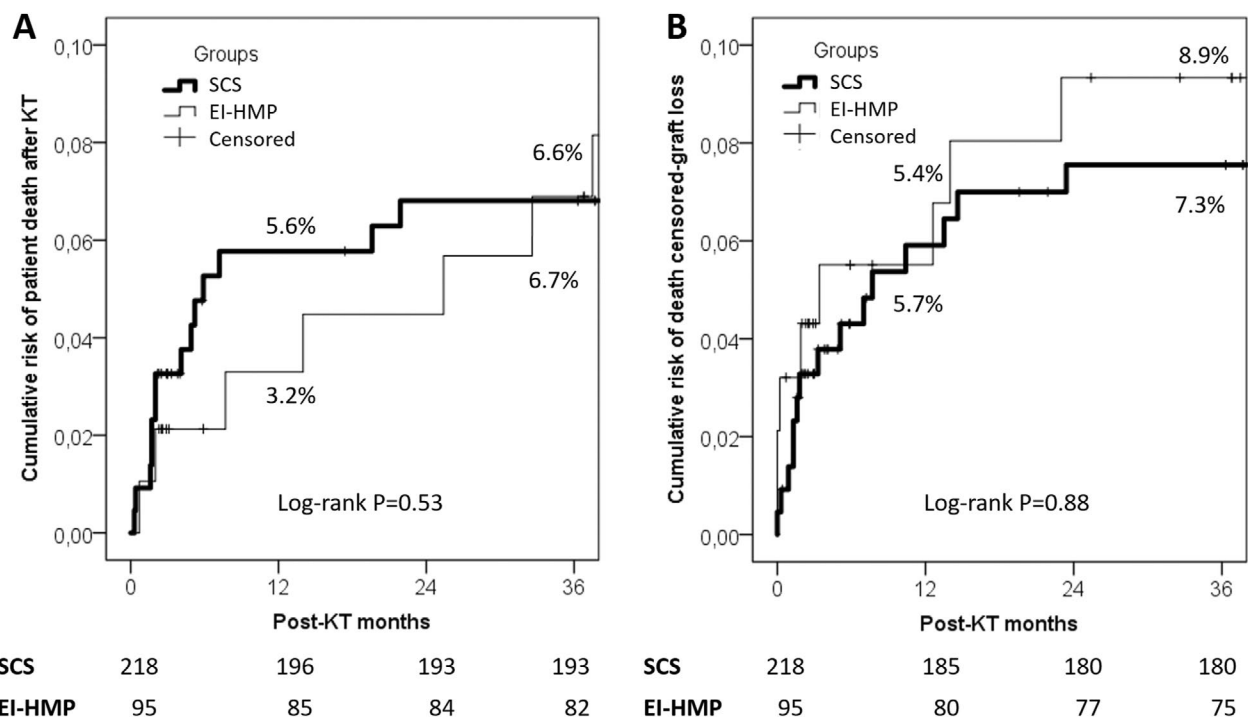 A
Cumulative risk of patient death after KT
0,10
0,08
0,06
0,04
0,02
0,00
Groups
SCS
EI-HMP
Censored
6.6%
5.6%
6.7%
3.2%
Log-rank P=0.53
0 12 24 36
Post-KT months
SCS 218 196 193 193
EI-HMP 95 85 84 82
B
Cumulative risk of death censored-graft loss
0,10
0,08
0,06
0,04
0,02
0,00
Groups
SCS
EI-HMP
Censored
8.9%
5.4%
7.3%
5.7%
Log-rank P=0.88
0 12 24 36
Post-KT months
SCS 218 185 180 180
EI-HMP 95 80 77 75